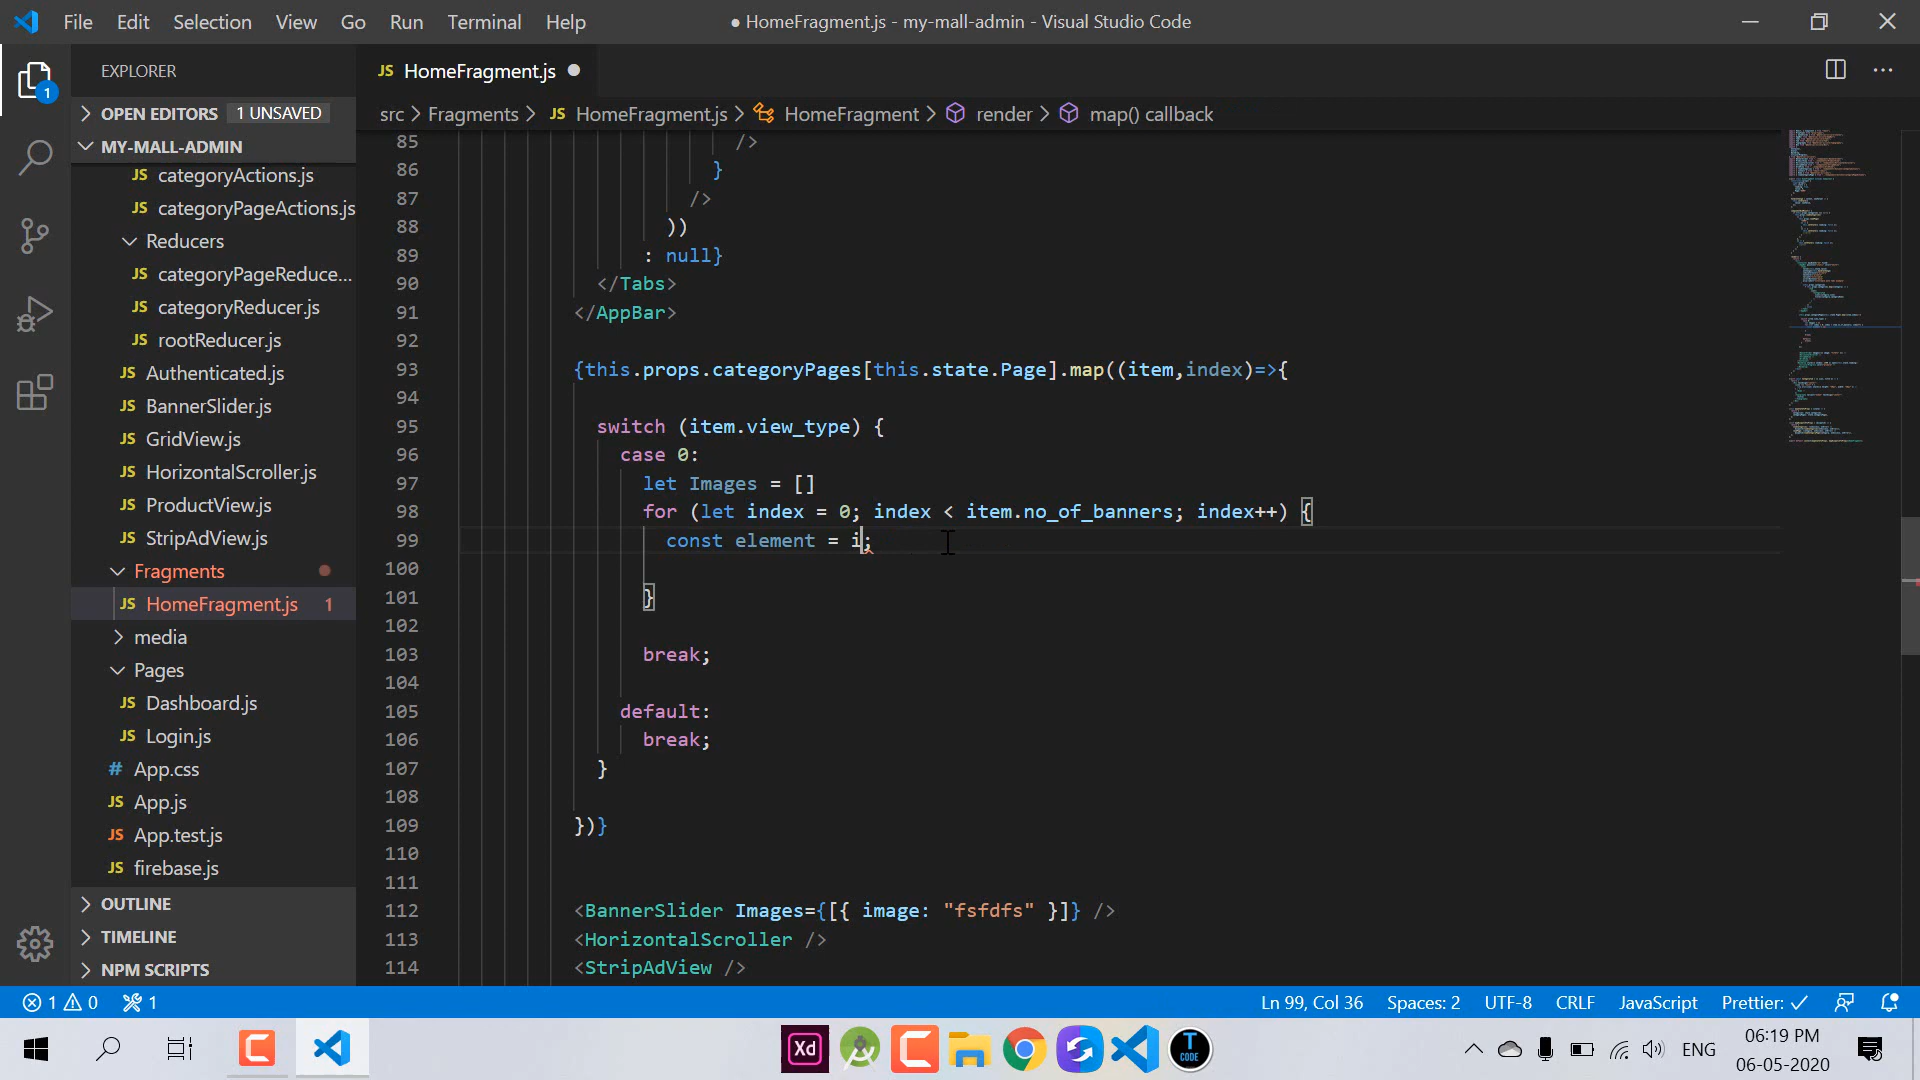 File Edit Selection View Go Run Terminal Help
● HomeFragment.js - my-mall-admin - Visual Studio Code
EXPLORER
OPEN EDITORS 1 UNSAVED
MY-MALL-ADMIN
JS categoryActions.js
JS categoryPageActions.js
Reducers
JS categoryPageReduce...
JS categoryReducer.js
JS rootReducer.js
JS Authenticated.js
JS BannerSlider.js
JS GridView.js
JS HorizontalScroller.js
JS ProductView.js
JS StripAdView.js
Fragments
JS HomeFragment.js 1
media
Pages
JS Dashboard.js
JS Login.js
# App.css
JS App.js
JS App.test.js
JS firebase.js
OUTLINE
TIMELINE
NPM SCRIPTS
1
JS HomeFragment.js
src > Fragments > JS HomeFragment.js > HomeFragment > render > map() callback
85 />
86 }
87 />
88 ))
89 : null}
90 </Tabs>
91 </AppBar>
92
93 {this.props.categoryPages[this.state.Page].map((item,index)=>{
94
95 switch (item.view_type) {
96 case 0:
97 let Images = []
98 for (let index = 0; index < item.no_of_banners; index++) {
99 const element = i;
100
101 }
102
103 break;
104
105 default:
106 break;
107 }
108
109 })}
110
111
112 <BannerSlider Images={[{ image: "fsfdfs" }]} />
113 <HorizontalScroller />
114 <StripAdView />
1 0 1
Ln 99, Col 36 Spaces: 2 UTF-8 CRLF JavaScript Prettier: ✓
Xd
T CODE
ENG
06:19 PM
06-05-2020